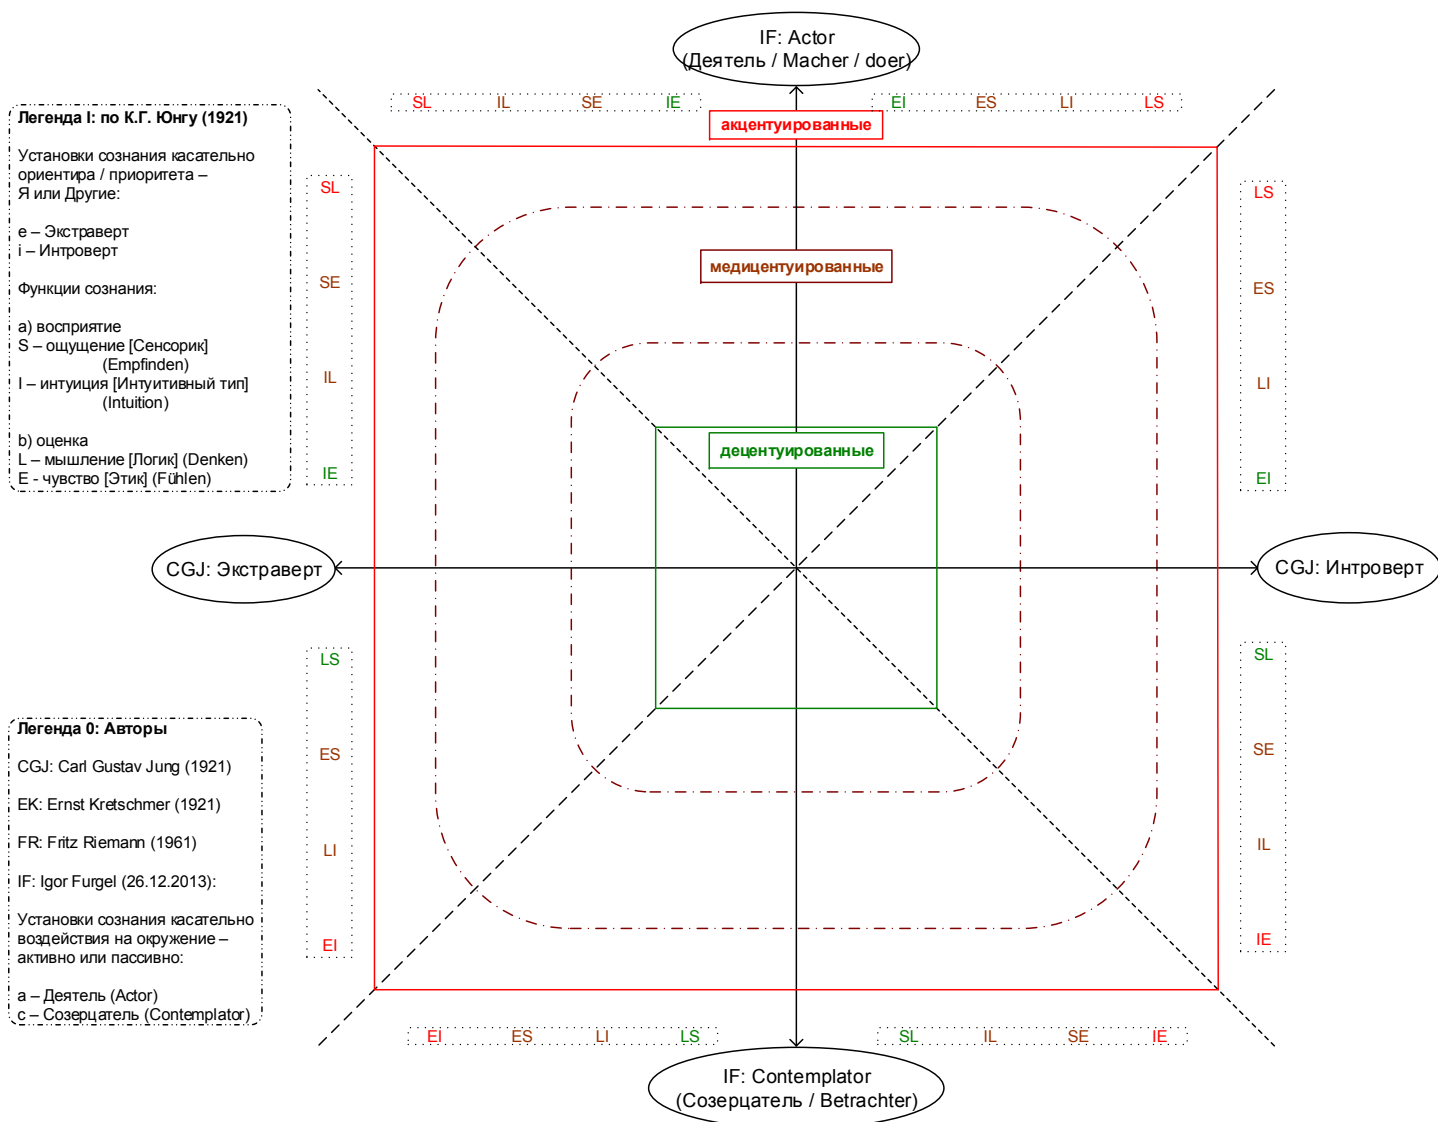 IF: Actor
(Деятель / Macher / doer)
SL IL SE IE
EI ES LI LS
акцентуированные
Легенда I: по К.Г. Юнгу (1921)
Установки сознания касательно
ориентира / приоритета –
Я или Другие:
e – Экстраверт
i – Интроверт
Функции сознания:
a) восприятие
S – ощущение [Сенсорик]
(Empfinden)
I – интуиция [Интуитивный тип]
(Intuition)
b) оценка
L – мышление [Логик] (Denken)
E - чувство [Этик] (Fühlen)
SL
SE
IL
IE
медицентуированные
децентуированные
LS
ES
LI
EI
CGJ: Экстраверт
CGJ: Интроверт
LS
ES
LI
EI
SL
SE
IL
IE
Легенда 0: Авторы
CGJ: Carl Gustav Jung (1921)
EK: Ernst Kretschmer (1921)
FR: Fritz Riemann (1961)
IF: Igor Furgel (26.12.2013):
Установки сознания касательно
воздействия на окружение –
активно или пассивно:
a – Деятель (Actor)
c – Созерцатель (Contemplator)
EI ES LI LS
SL IL SE IE
IF: Contemplator
(Созерцатель / Betrachter)